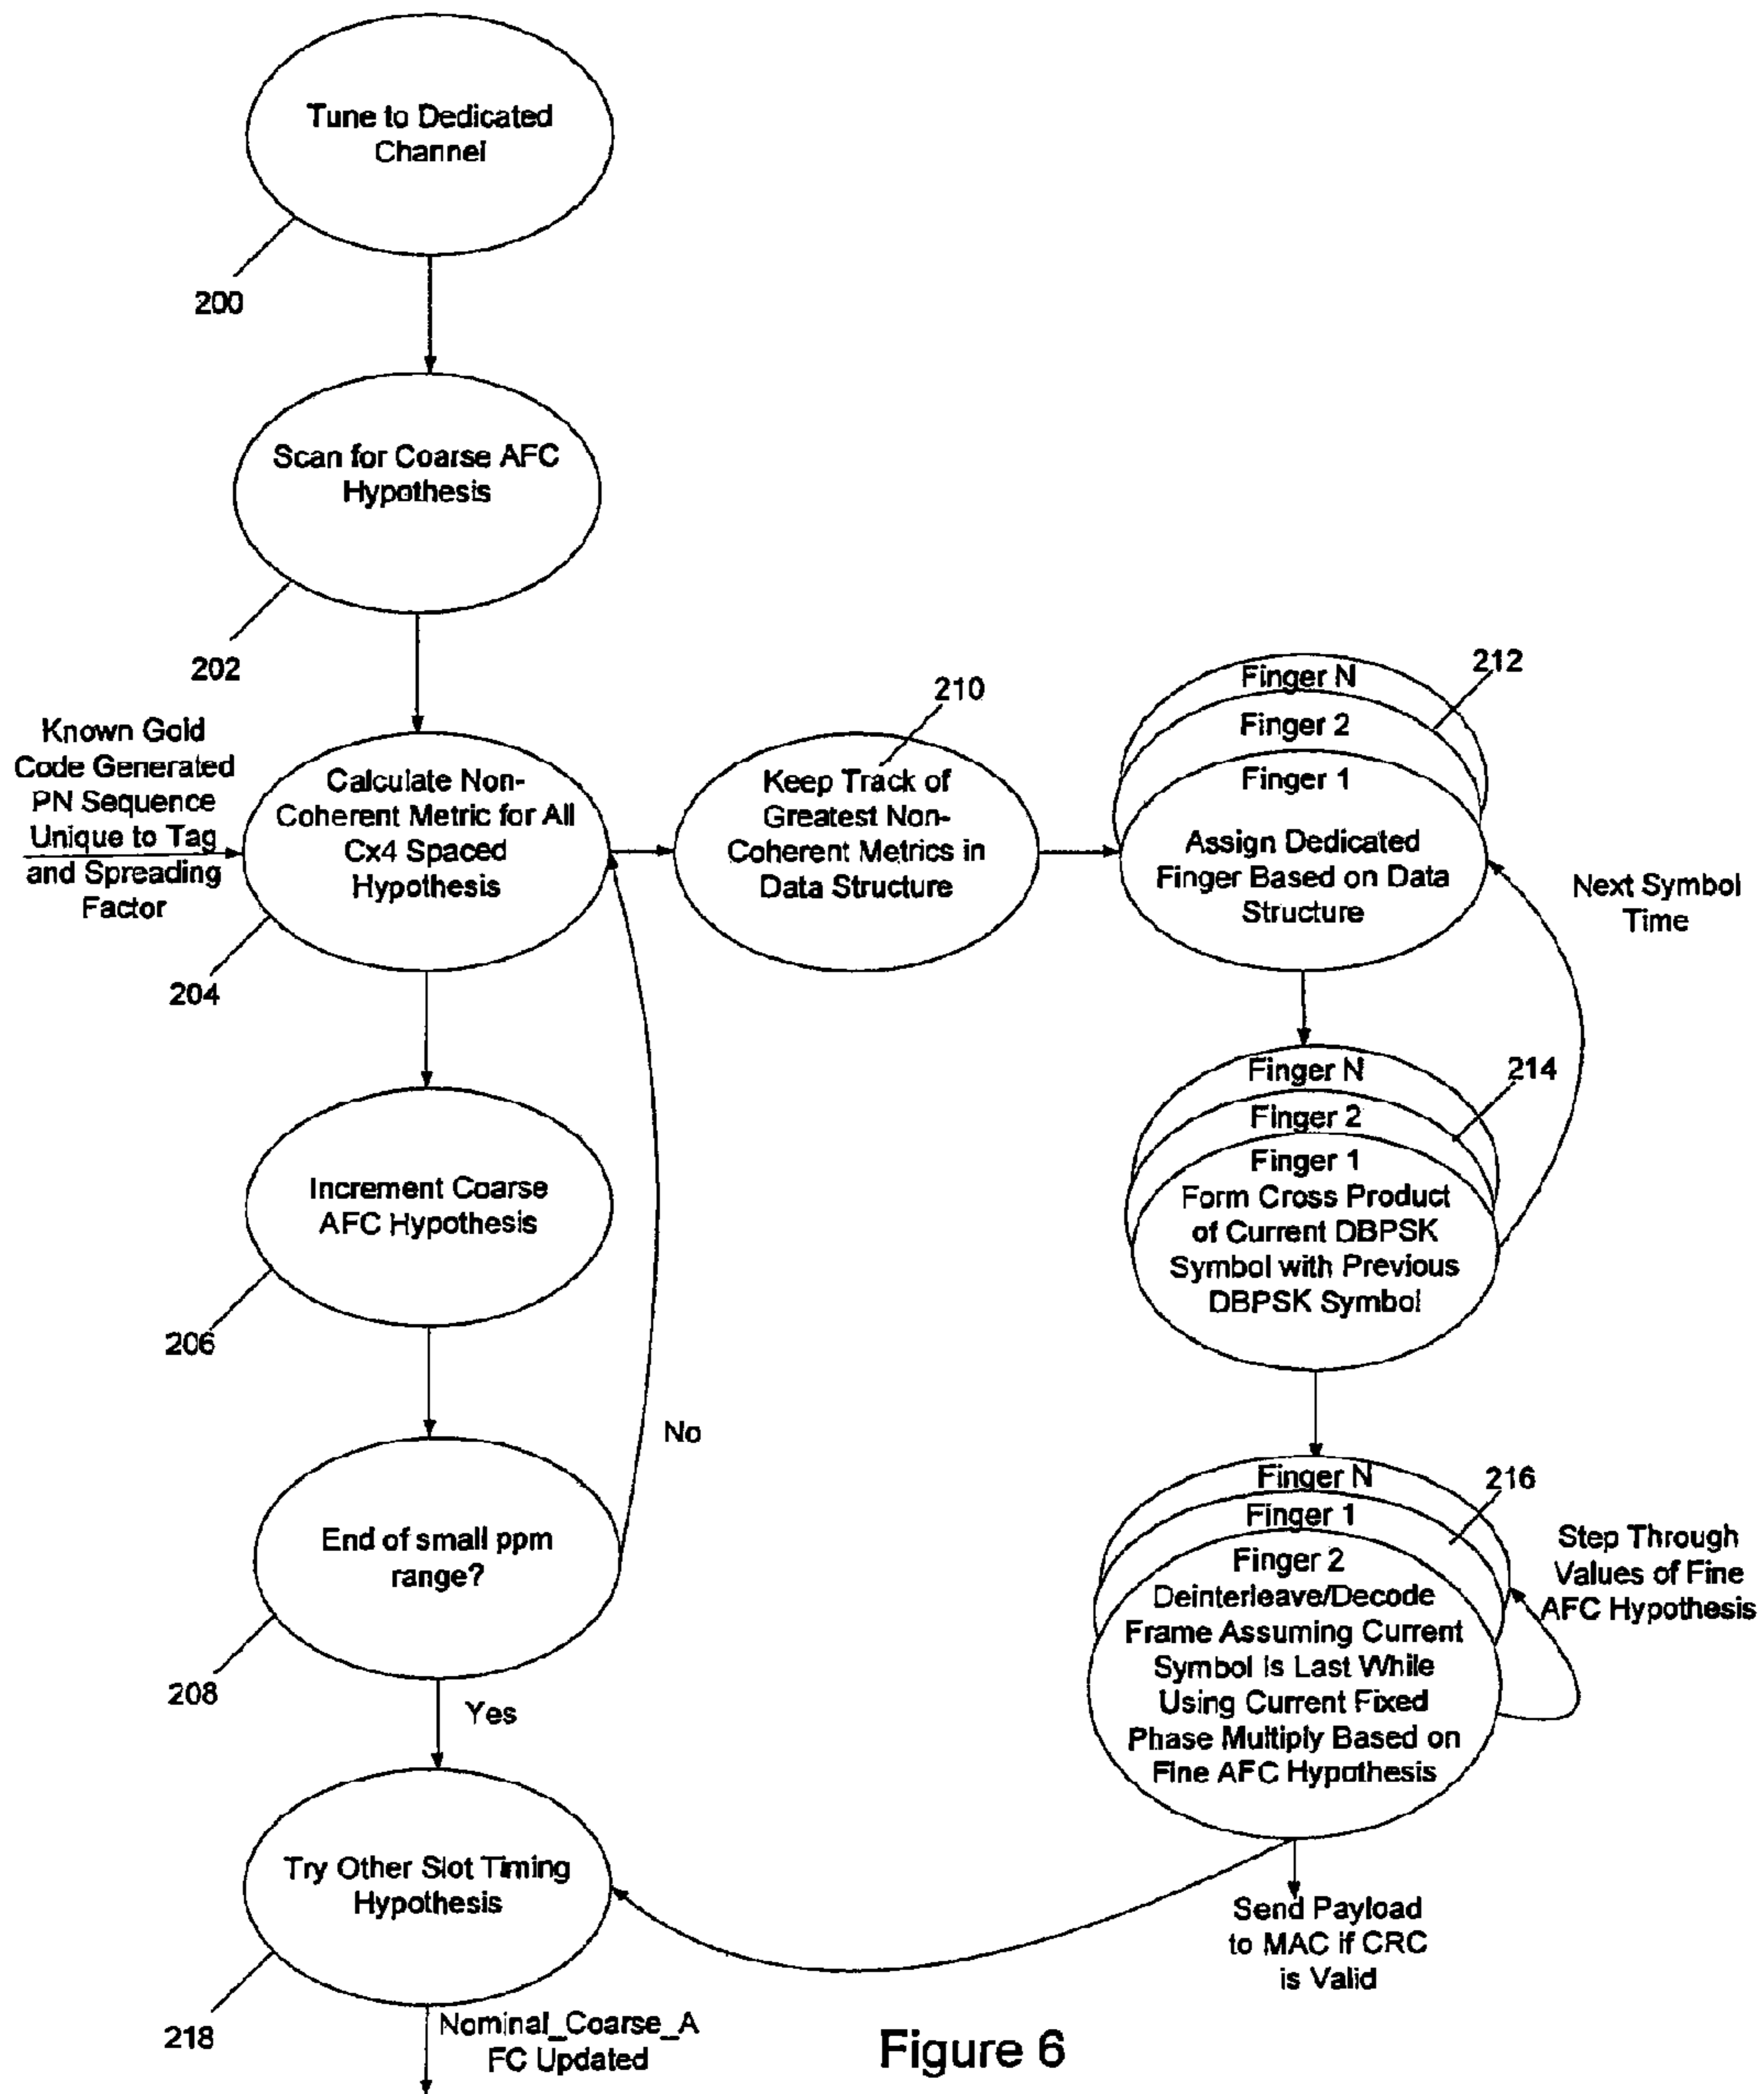 Tune to Dedicated
Channel
200
Scan for Coarse AFC
Hypothesis
202
Known Gold
Code Generated
PN Sequence
Unique to Tag
and Spreading
Factor
Calculate Non-
Coherent Metric for All
Cx4 Spaced
Hypothesis
204
210
Keep Track of
Greatest Non-
Coherent Metrics in
Data Structure
212
Finger N
Finger 2
Finger 1
Assign Dedicated
Finger Based on Data
Structure
Next Symbol
Time
Increment Coarse
AFC Hypothesis
206
214
Finger N
Finger 2
Finger 1
Form Cross Product
of Current DBPSK
Symbol with Previous
DBPSK Symbol
No
End of small ppm
range?
208
Yes
216
Finger N
Finger 1
Finger 2
Deinterleave/Decode
Frame Assuming Current
Symbol Is Last While
Using Current Fixed
Phase Multiply Based on
Fine AFC Hypothesis
Step Through
Values of Fine
AFC Hypothesis
Try Other Slot Timing
Hypothesis
218
Send Payload
to MAC if CRC
is Valid
Nominal_Coarse_A
FC Updated
Figure 6